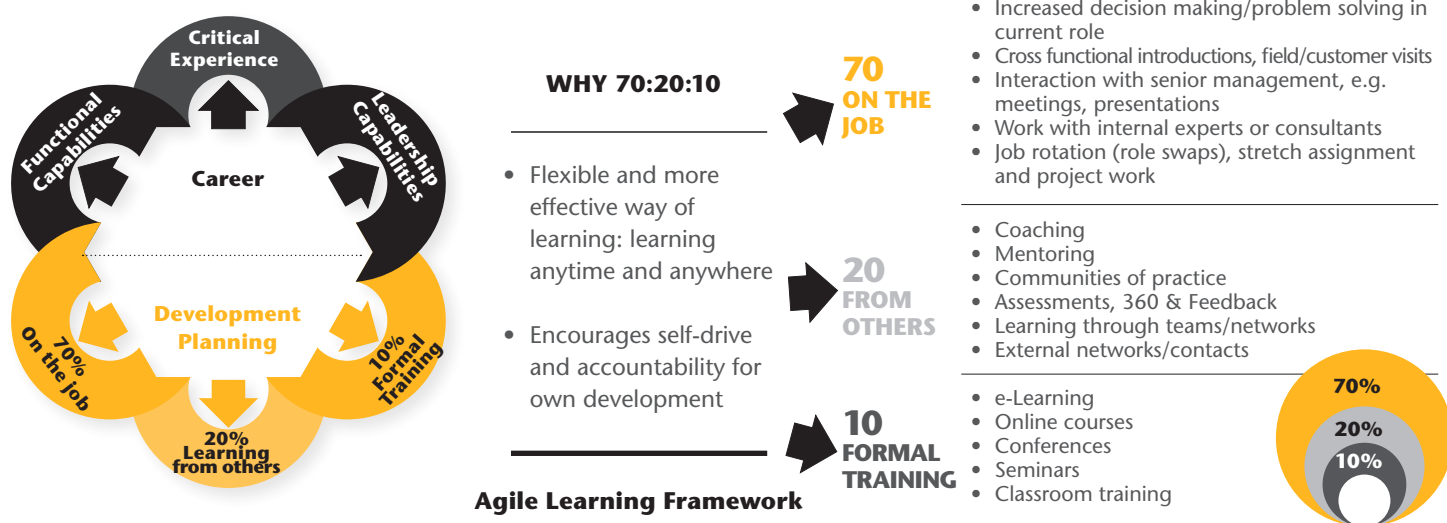 Critical
Experience
Functional
Capabilities
Leadership
Capabilities
Career
Development
Planning
70%
On the job
20%
Learning
from others
10%
Formal
Training
WHY 70:20:10
• Flexible and more
effective way of
learning: learning
anytime and anywhere
• Encourages self-drive
and accountability for
own development
Agile Learning Framework
70
ON THE
JOB
• Increased decision making/problem solving in
current role
• Cross functional introductions, field/customer visits
• Interaction with senior management, e.g.
meetings, presentations
• Work with internal experts or consultants
• Job rotation (role swaps), stretch assignment
and project work
20
FROM
OTHERS
• Coaching
• Mentoring
• Communities of practice
• Assessments, 360 & Feedback
• Learning through teams/networks
• External networks/contacts
10
FORMAL
TRAINING
• e-Learning
• Online courses
• Conferences
• Seminars
• Classroom training
70%
20%
10%